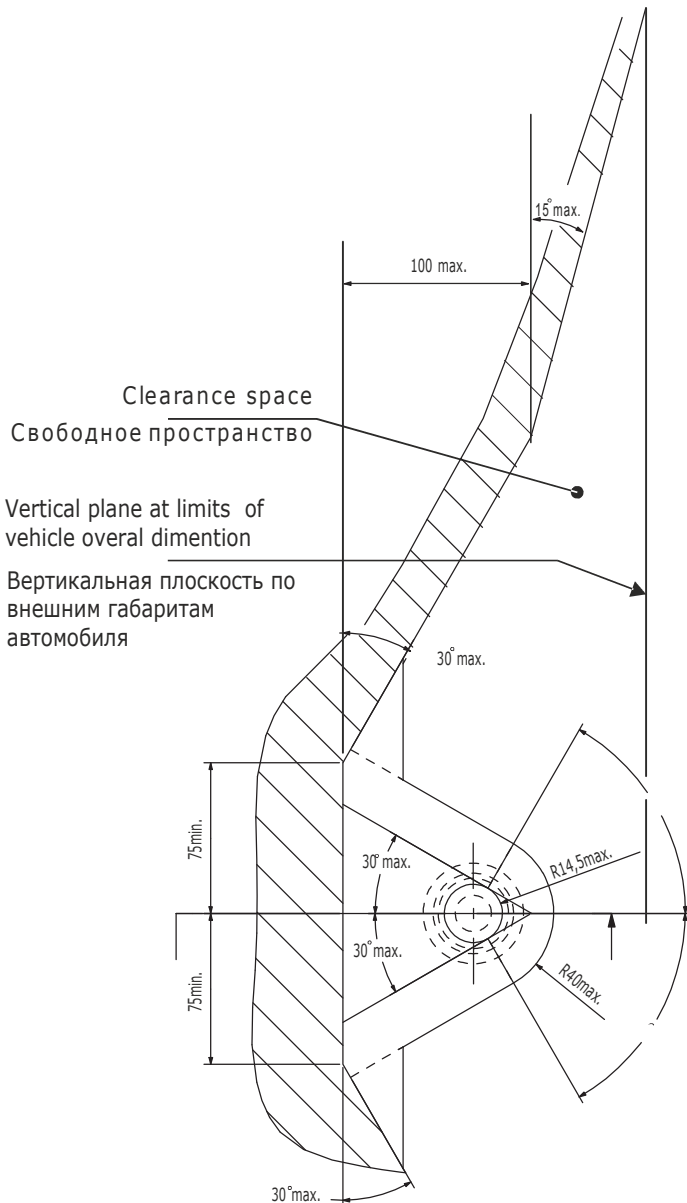 15° max.
100 max.
Clearance space
Свободное пространство
Vertical plane at limits of
vehicle overal dimention
Вертикальная плоскость по
внешним габаритам
автомобиля
30° max.
75min.
30° max.
R14,5max.
75min.
30° max.
R40max.
30° max.